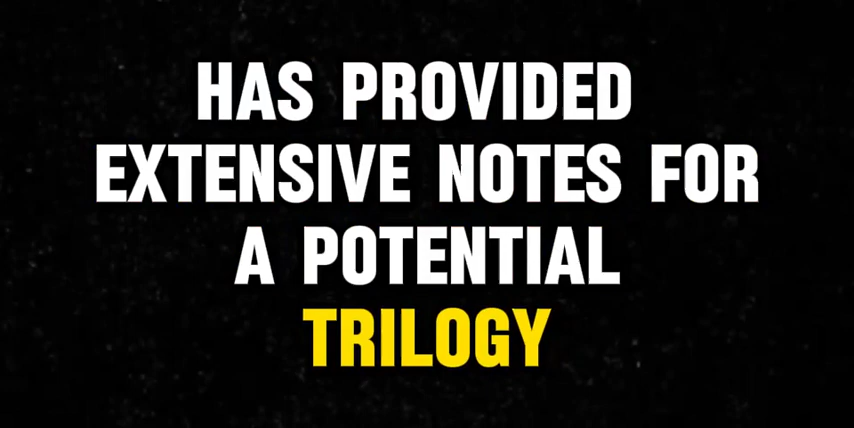 HAS PROVIDED
EXTENSIVE NOTES FOR
A POTENTIAL
TRILOGY